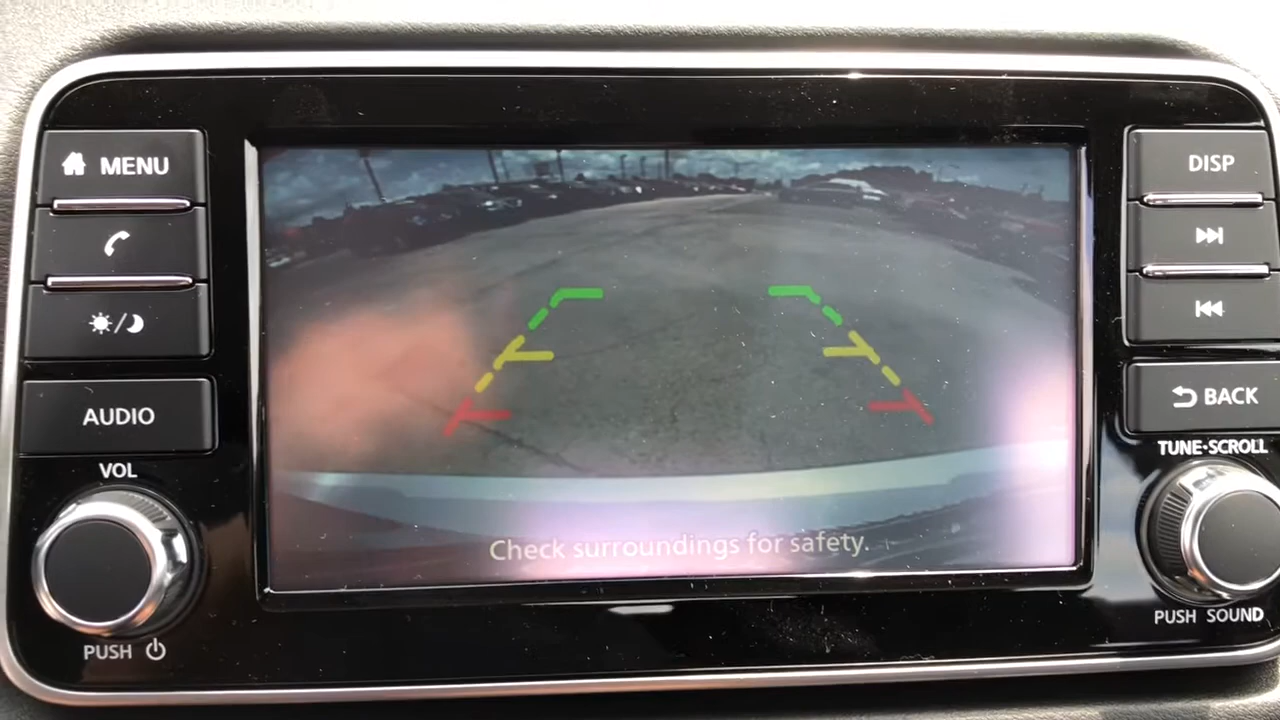 MENU
AUDIO
VOL
PUSH
Check surroundings for safety.
DISP
BACK
TUNE·SCROLL
PUSH SOUND